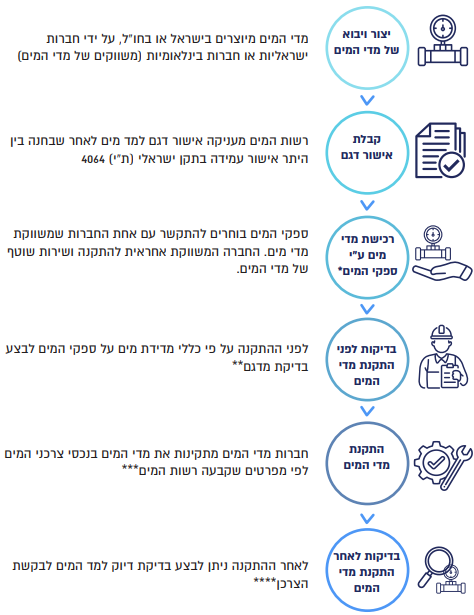 יצור ויבוא
של מדי המים
מדי המים מיוצרים בישראל או בחו"ל, על ידי חברות
ישראליות או חברות בינלאומיות (משווקים של מדי המים)
קבלת
אישור דגם
רשות המים מעניקה אישור דגם למד מים לאחר שבחנה בין
היתר אישור עמידה בתקן ישראלי (ת"י) 4064
רכישת מדי
מים ע"י
ספקי המים*
ספקי המים בוחרים להתקשר עם אחת החברות שמשווקת
מדי מים. החברה המשווקת אחראית להתקנה ושירות שוטף
של מדי המים.
בדיקות לפני
התקנת מדי
המים
לפני ההתקנה על פי כללי מדידת מים על ספקי המים לבצע
בדיקת מדגם**
התקנת
מדי המים
חברות מדי המים מתקינות את מדי המים בנכסי צרכני המים
לפי מפרטים שקבעה רשות המים***
בדיקות לאחר
התקנת מדי
המים
לאחר ההתקנה ניתן לבצע בדיקת דיוק למד המים לבקשת
הצרכן****